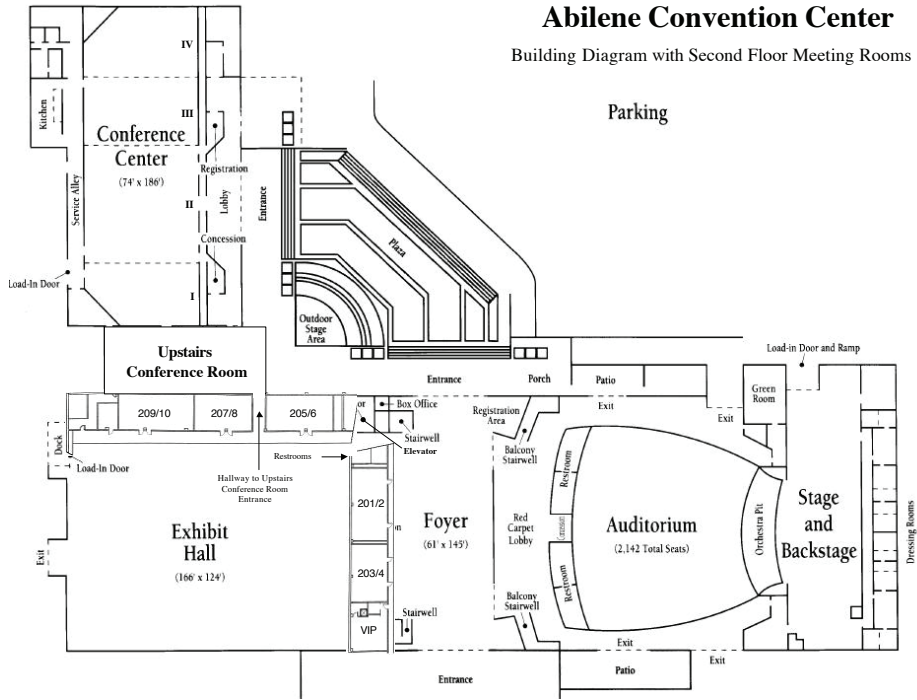 Abilene Convention Center
Building Diagram with Second Floor Meeting Rooms
Parking
IV
III
II
I
Kitchen
Conference
Center
(74' x 186')
Registration
Lobby
Service Alley
Concession
Entrance
Plaza
Load-In Door
Outdoor
Stage
Area
Upstairs
Conference Room
Entrance
Porch
Patio
Load-in Door and Ramp
Green
Room
209/10
207/8
205/6
or
Box Office
Stairwell
Elevator
Registration
Area
Exit
Exit
Balcony
Stairwell
Dock
Load-In Door
Restrooms
Hallway to Upstairs
Conference Room
Entrance
Restroom
201/2
on
Foyer
(61' x 145')
Red
Carpet
Lobby
Concession
Auditorium
(2,142 Total Seats)
Orchestra Pit
Stage
and
Backstage
Dressing Rooms
Exhibit
Hall
(166' x 124')
Exit
203/4
Restroom
VIP
Stairwell
Balcony
Stairwell
Exit
Exit
Patio
Entrance